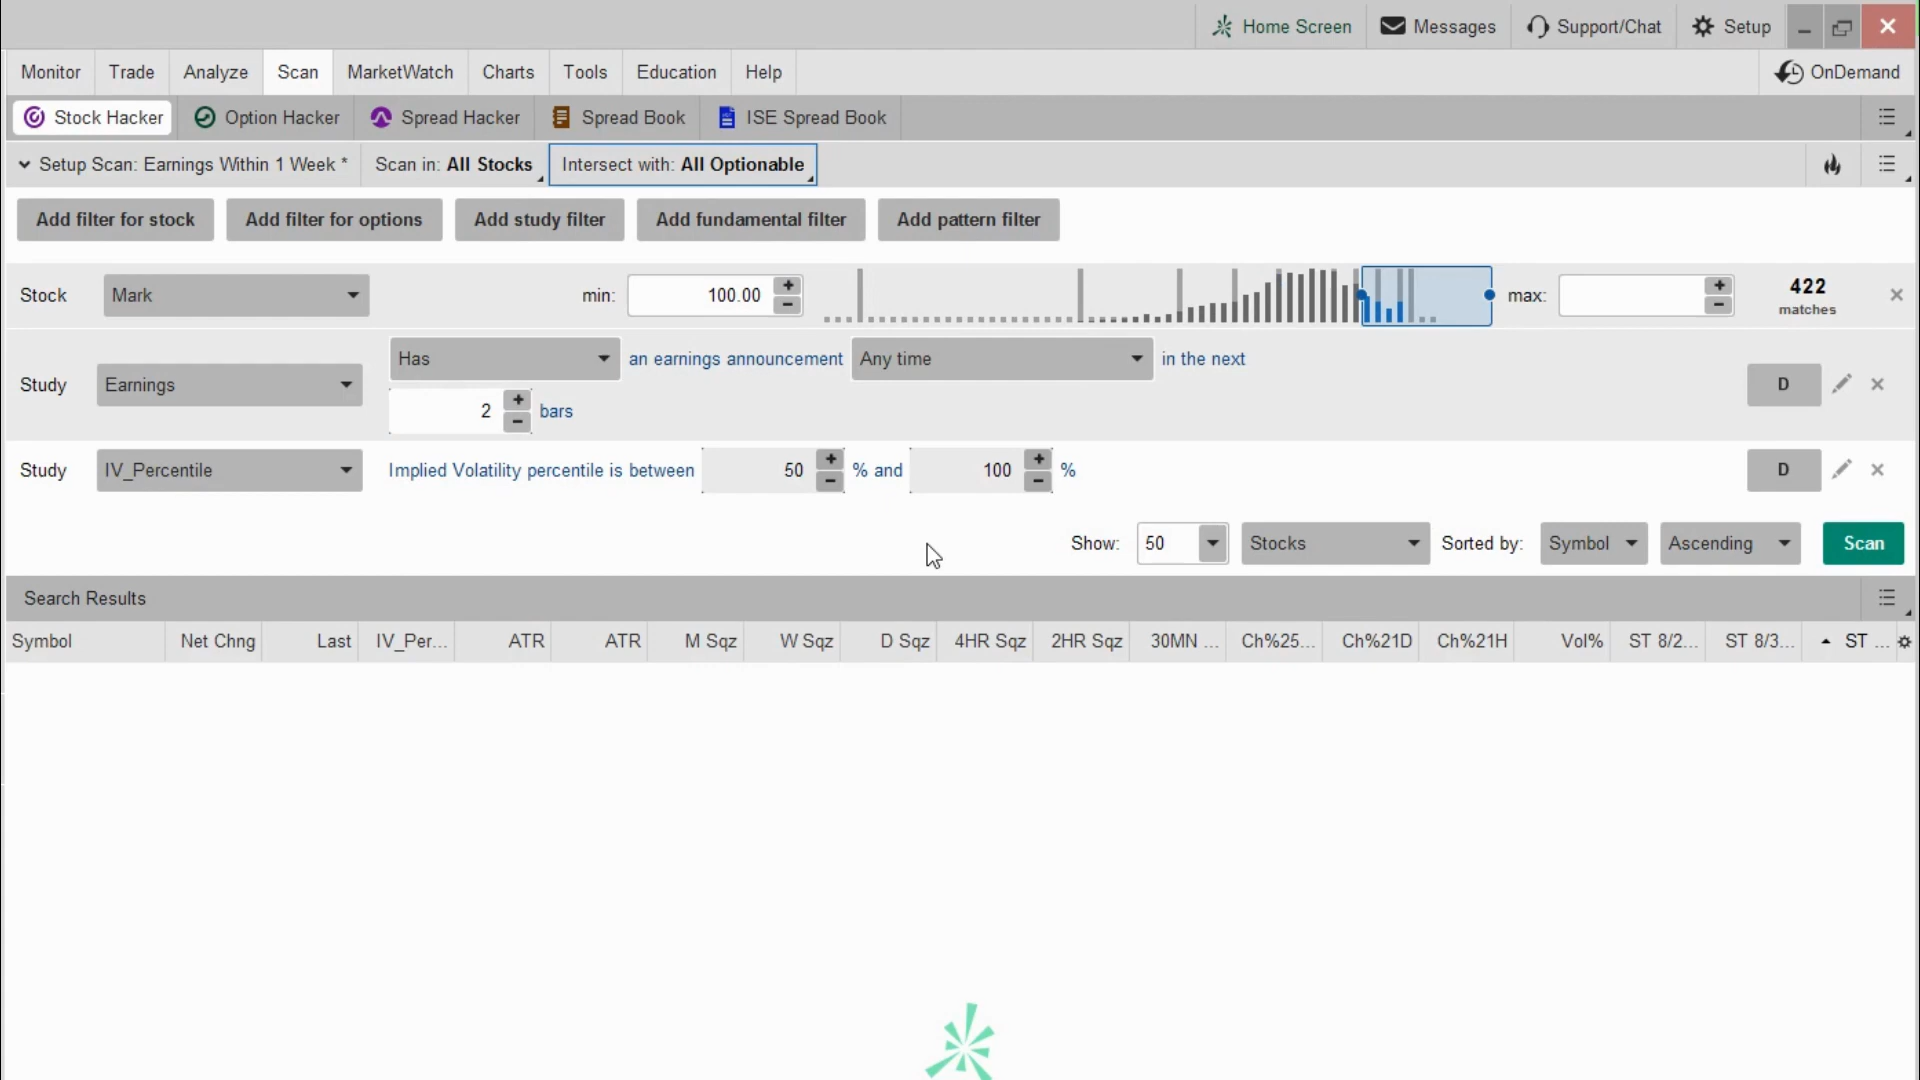 Home Screen Messages Support/Chat Setup
Monitor Trade Analyze Scan MarketWatch Charts Tools Education Help OnDemand
Stock Hacker Option Hacker Spread Hacker Spread Book ISE Spread Book
Setup Scan: Earnings Within 1 Week * Scan in: All Stocks Intersect with: All Optionable
Add filter for stock Add filter for options Add study filter Add fundamental filter Add pattern filter
Stock Mark min: 100.00 max: 422
matches
Has an earnings announcement Any time in the next
Study Earnings D
2 bars
Study IV_Percentile Implied Volatility percentile is between 50 % and 100 % D
Show: 50 Stocks Sorted by: Symbol Ascending Scan
Search Results
Symbol Net Chng Last IV_Per... ATR ATR M Sqz W Sqz D Sqz 4HR Sqz 2HR Sqz 30MN ... Ch%25... Ch%21D Ch%21H Vol% ST 8/2... ST 8/3... ST ...